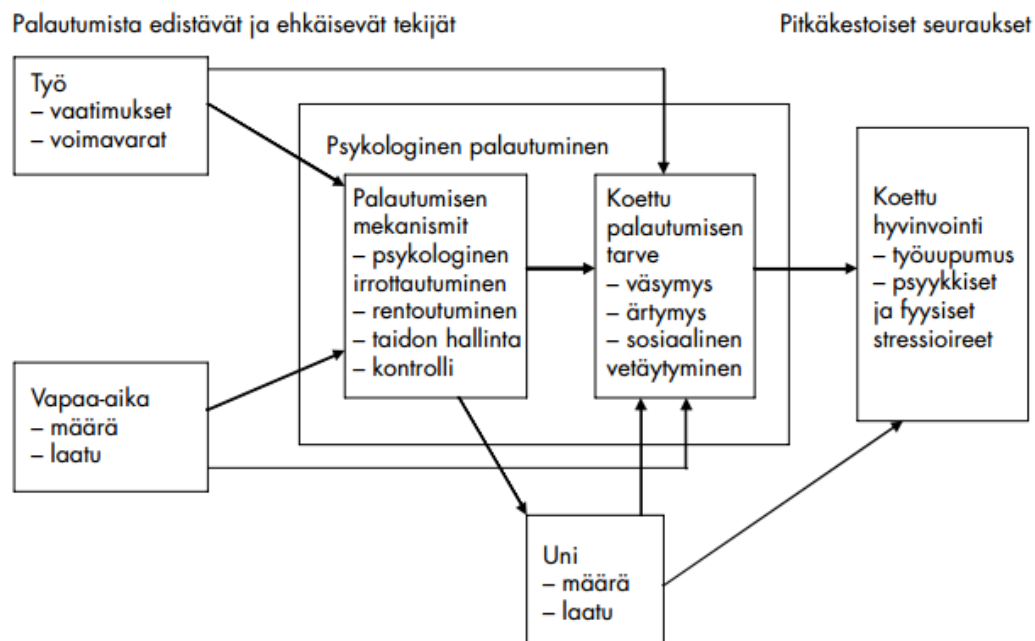 Palautumista edistävät ja ehkäisevät tekijät
Pitkäkestoiset seuraukset
Työ
– vaatimukset
– voimavarat
Psykologinen palautuminen
Palautumisen
mekanismit
– psykologinen
irrottautuminen
– rentoutuminen
– taidon hallinta
– kontrolli
Koettu
palautumisen
tarve
– väsymys
– ärtymys
– sosiaalinen
vetäytyminen
Koettu
hyvinvointi
– työuupumus
– psyykkiset
ja fyysiset
stressioireet
Vapaa-aika
– määrä
– laatu
Uni
– määrä
– laatu